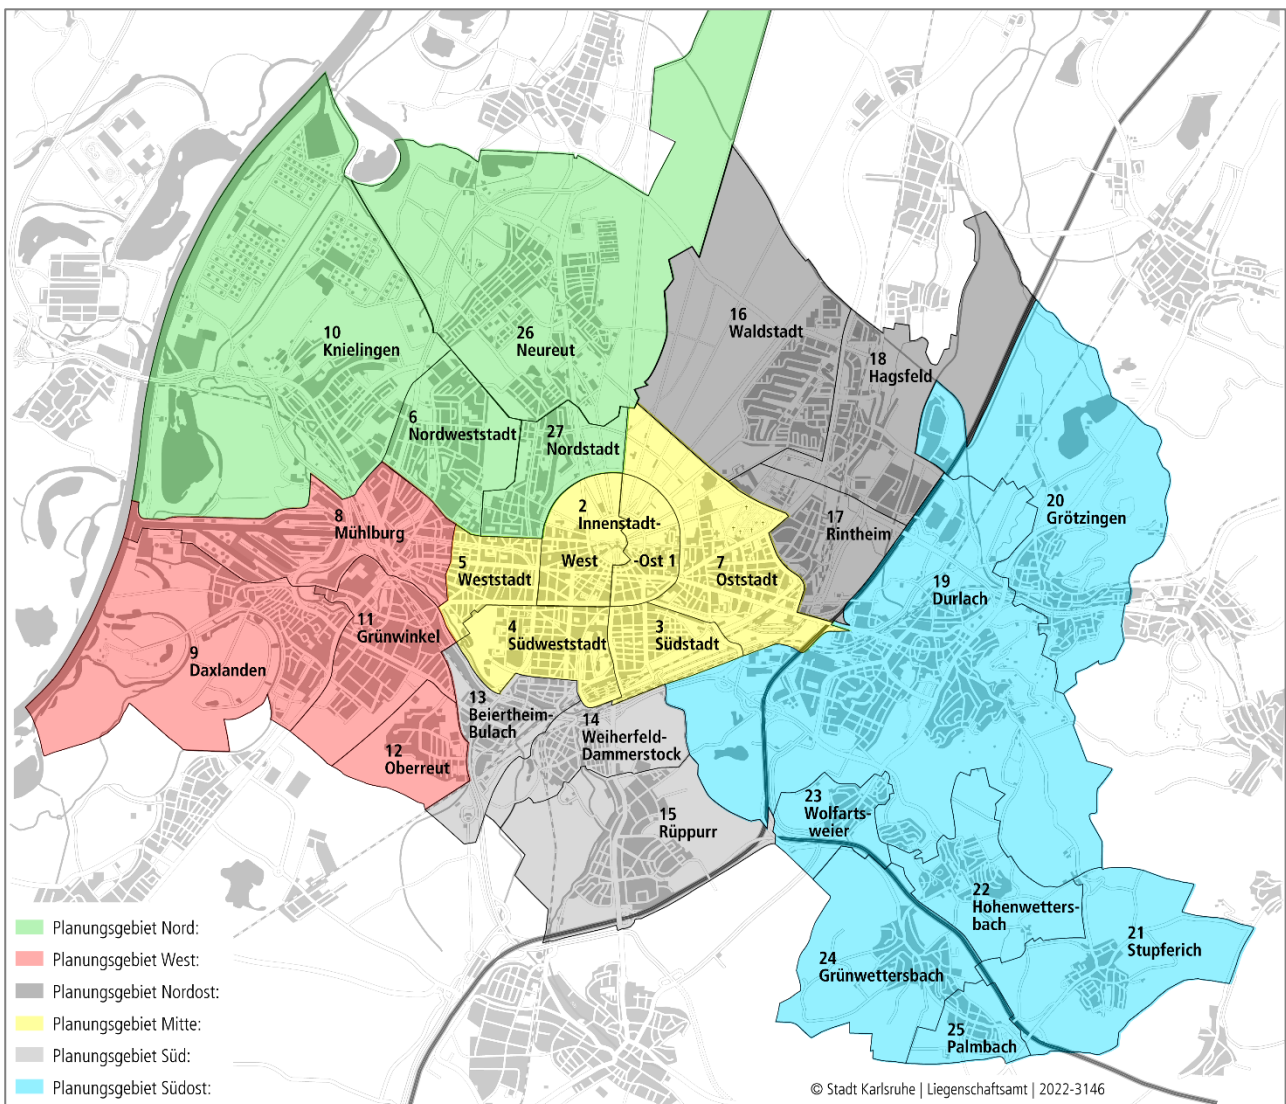 16
Waldstadt
10
Knielingen
26
Neureut
18
Hagsfeld
6
Nordweststadt
27
Nordstadt
20
Grötzingen
8
Mühlburg
2
Innenstadt-
West
-Ost 1
17
Rintheim
5
Weststadt
7
Oststadt
19
Durlach
11
Grünwinkel
4
Südweststadt
3
Südstadt
9
Daxlanden
13
Beiertheim-
Bulach
14
Weiherfeld-
Dammerstock
12
Oberreut
15
Rüppurr
23
Wolfarts-
weier
22
Hohenwetters-
bach
21
Stupferich
24
Grünwettersbach
25
Palmbach
Planungsgebiet Nord:
Planungsgebiet West:
Planungsgebiet Nordost:
Planungsgebiet Mitte:
Planungsgebiet Süd:
Planungsgebiet Südost:
© Stadt Karlsruhe | Liegenschaftsamt | 2022-3146